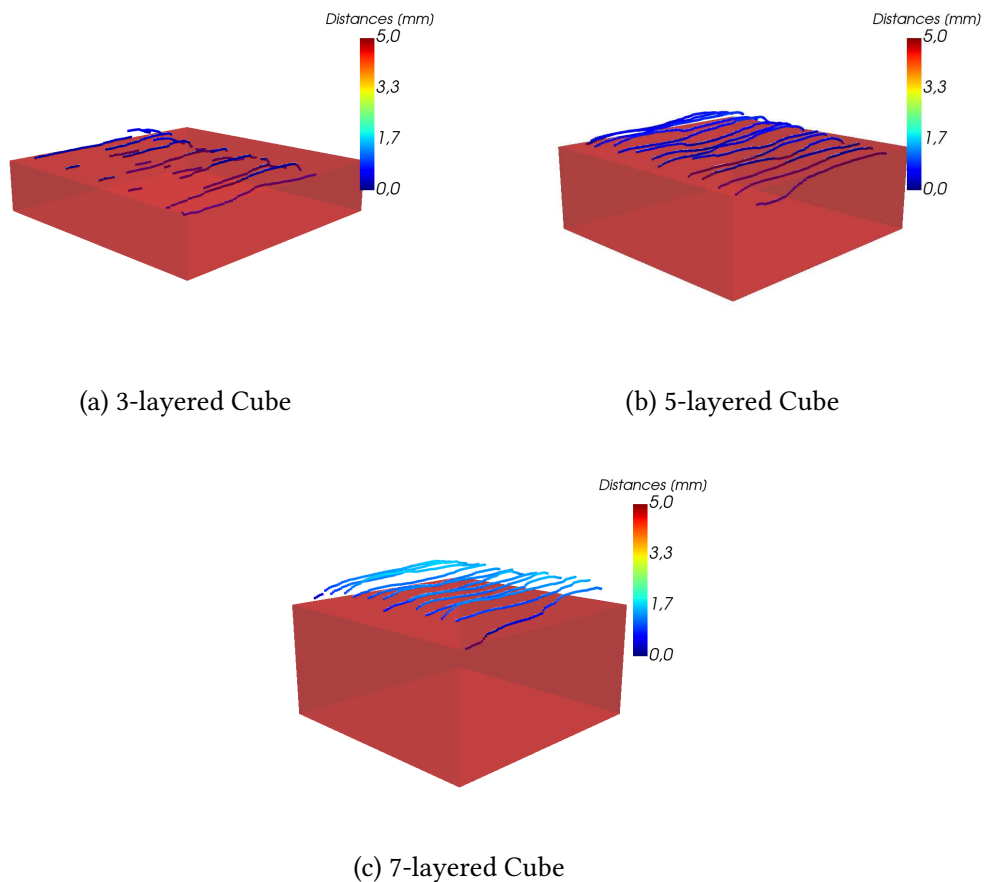 Distances (mm)
5,0
3,3
1,7
0,0
Distances (mm)
5,0
3,3
1,7
0,0
(a) 3-layered Cube
(b) 5-layered Cube
Distances (mm)
5,0
3,3
1,7
0,0
(c) 7-layered Cube